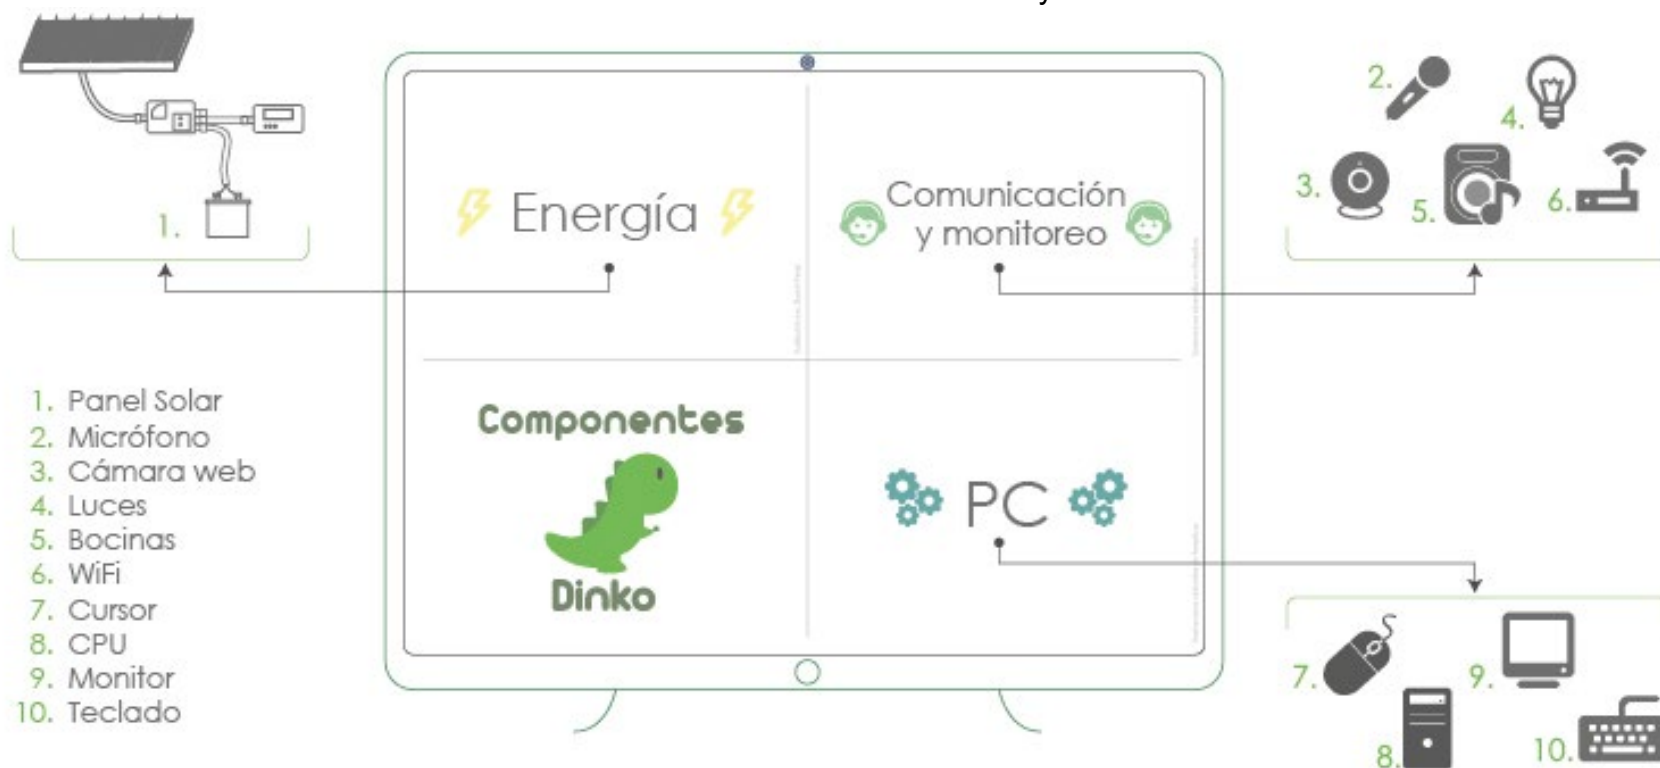 1.
Energía
Comunicación
y monitoreo
2.
4.
3.
5.
6.
1. Panel Solar
2. Micrófono
3. Cámara web
4. Luces
5. Bocinas
6. WiFi
7. Cursor
8. CPU
9. Monitor
10. Teclado
Componentes
Dinko
PC
7.
9.
8.
10.